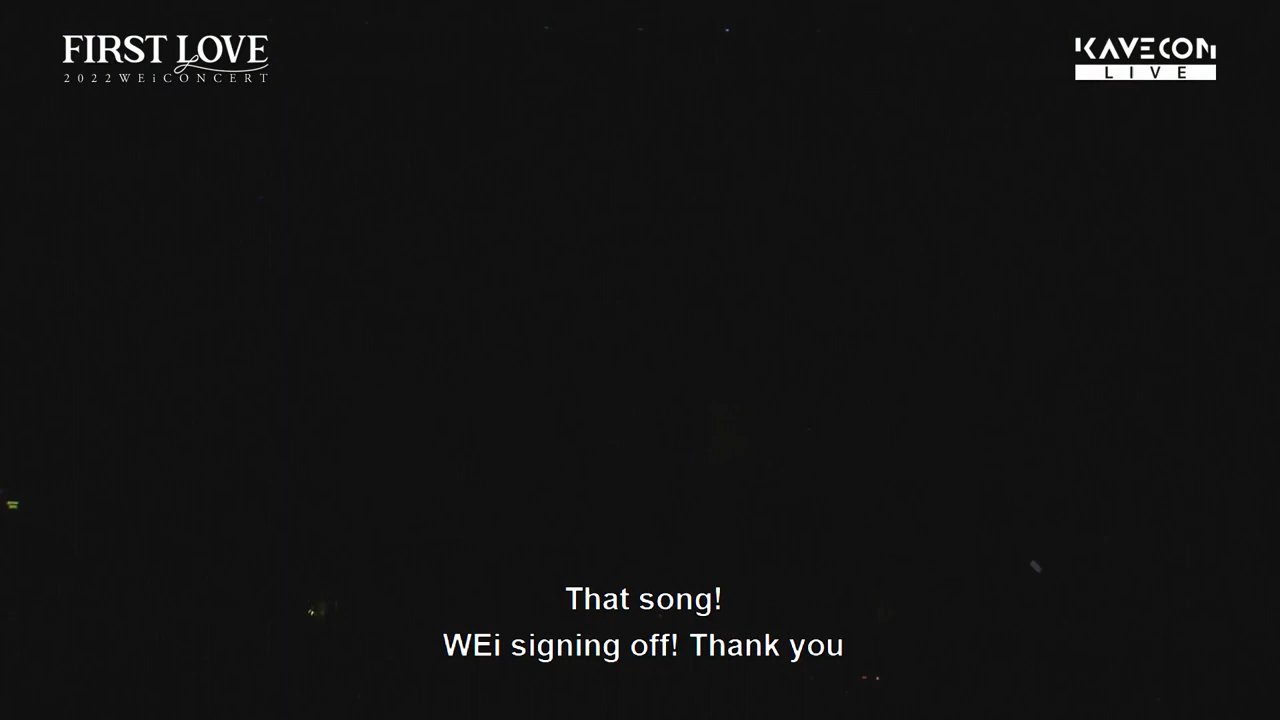 FIRST LOVE
2022 WEi CONCERT
KAVECON
LIVE
That song!
WEi signing off! Thank you